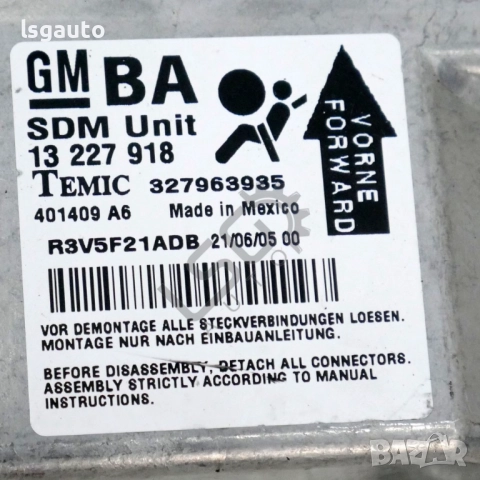 lsgauto
GM BA
SDM Unit
13 227 918
TEMIC 327963935
401409 A6 Made in Mexico
R3V5F21ADB 21/06/05 00
VORNE
FORWARD
VOR DEMONTAGE ALLE STECKVERBINDUNGEN LOESEN.
MONTAGE NUR NACH EINBAUANLEITUNG.
BEFORE DISASSEMBLY, DETACH ALL CONNECTORS.
ASSEMBLY STRICTLY ACCORDING TO MANUAL
INSTRUCTIONS.
BAZAR